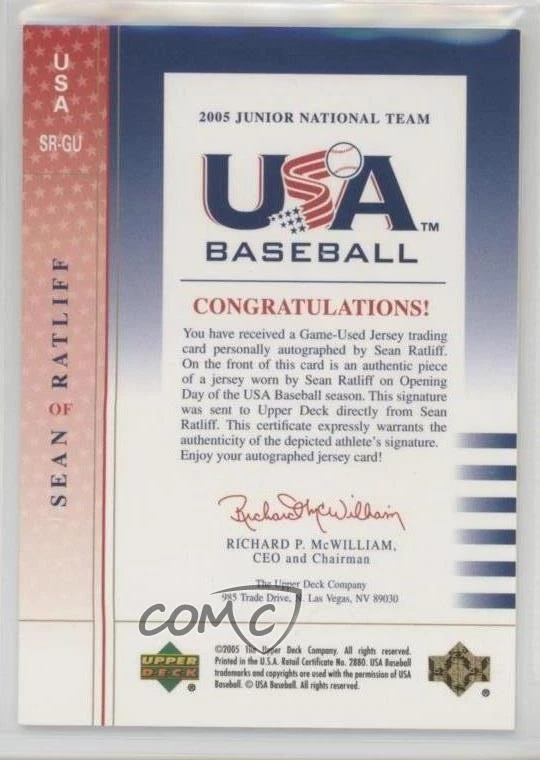 USA
SR-GU
SEAN OF RATLIFF
2005 JUNIOR NATIONAL TEAM
USA™
BASEBALL
CONGRATULATIONS!
You have received a Game-Used Jersey trading
card personally autographed by Sean Ratliff.
On the front of this card is an authentic piece
of a jersey worn by Sean Ratliff on Opening
Day of the USA Baseball season. This signature
was sent to Upper Deck directly from Sean
Ratliff. This certificate expressly warrants the
authenticity of the depicted athlete's signature.
Enjoy your autographed jersey card!
Richard P. McWilliam
RICHARD P. McWILLIAM,
CEO and Chairman
The Upper Deck Company
985 Trade Drive, N. Las Vegas, NV 89030
COMC
UPPER
DECK
®
©2005 The Upper Deck Company. All rights reserved.
Printed in the U.S.A. Retail Certificate No. 2880. USA Baseball
trademarks and copyrights are used with the permission of USA
Baseball. © USA Baseball. All rights reserved.
®